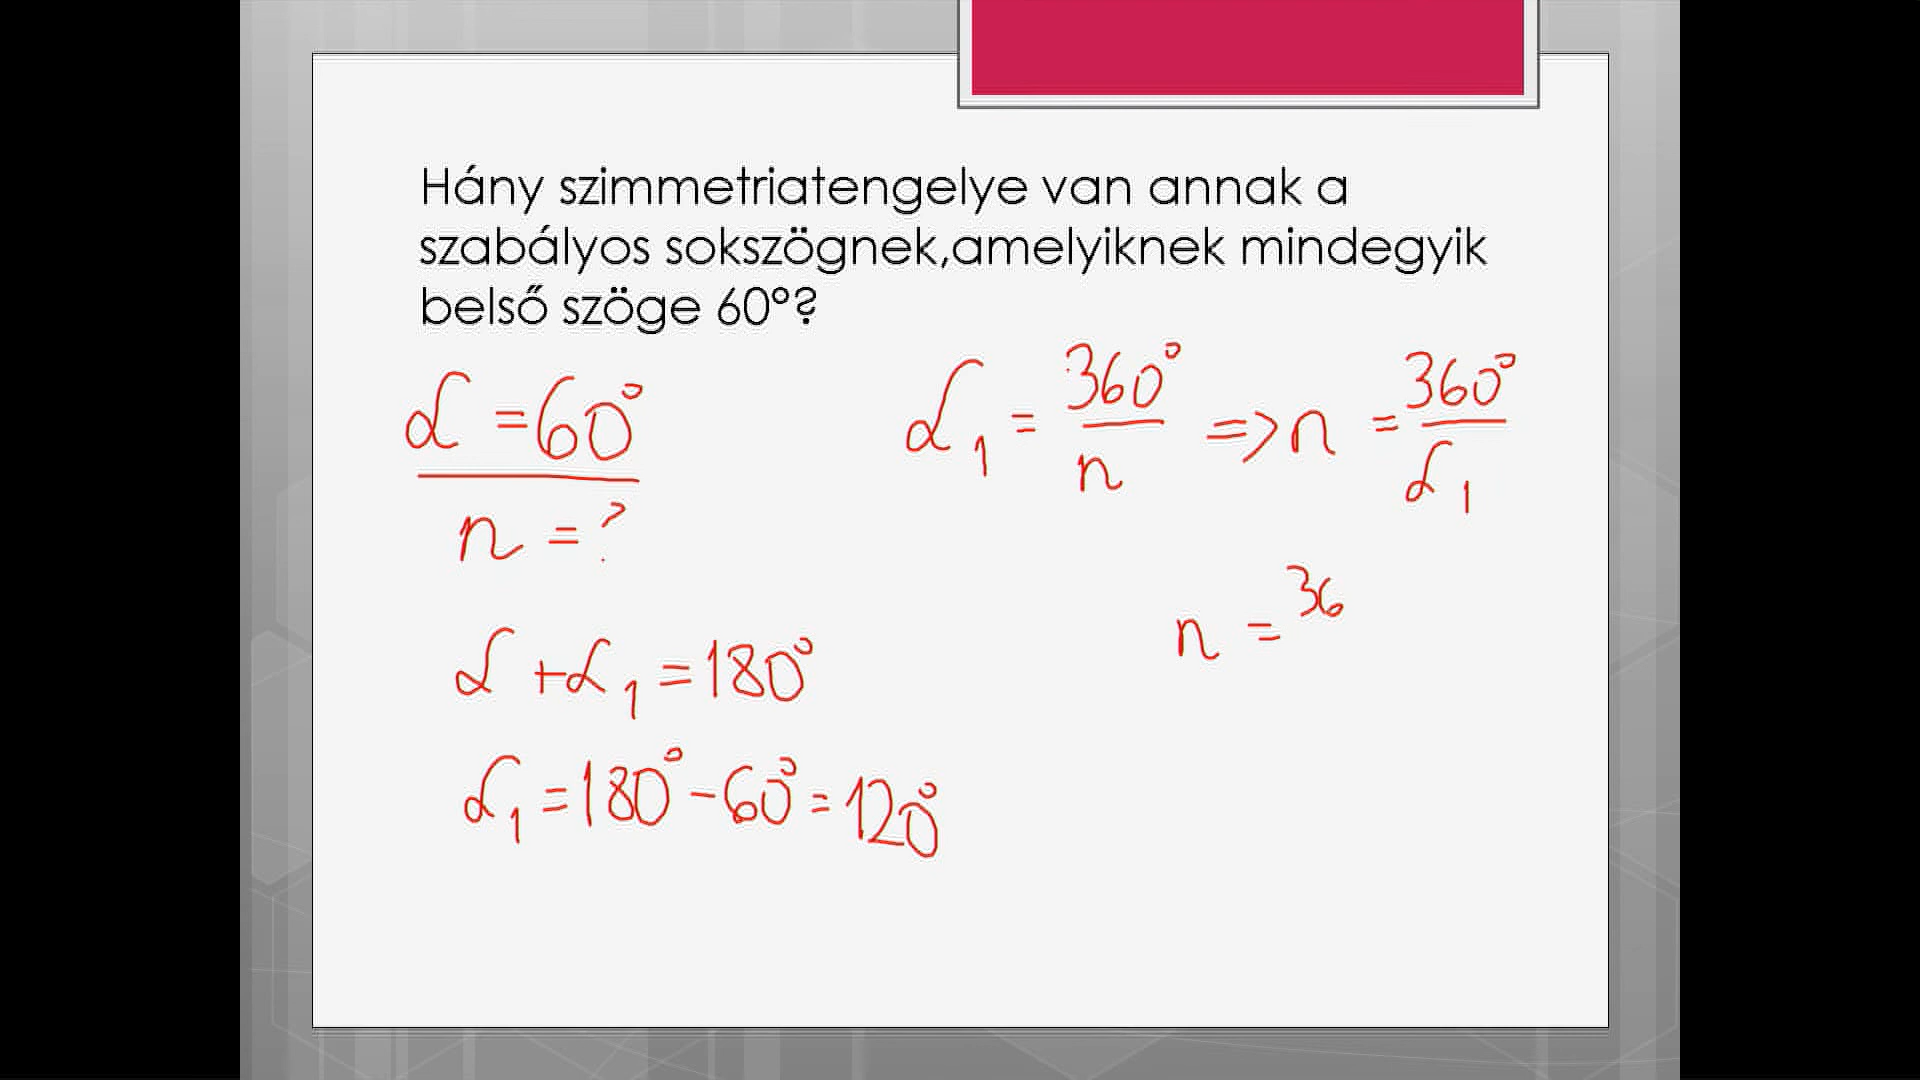 Hány szimmetriatengelye van annak a
szabályos sokszögnek,amelyiknek mindegyik
belső szöge 60°?
α = 60°
n = ?
α + α₁ = 180°
α₁ = 180° - 60° = 120°
α₁ = 360°/n => n = 360°/α₁
n = 36